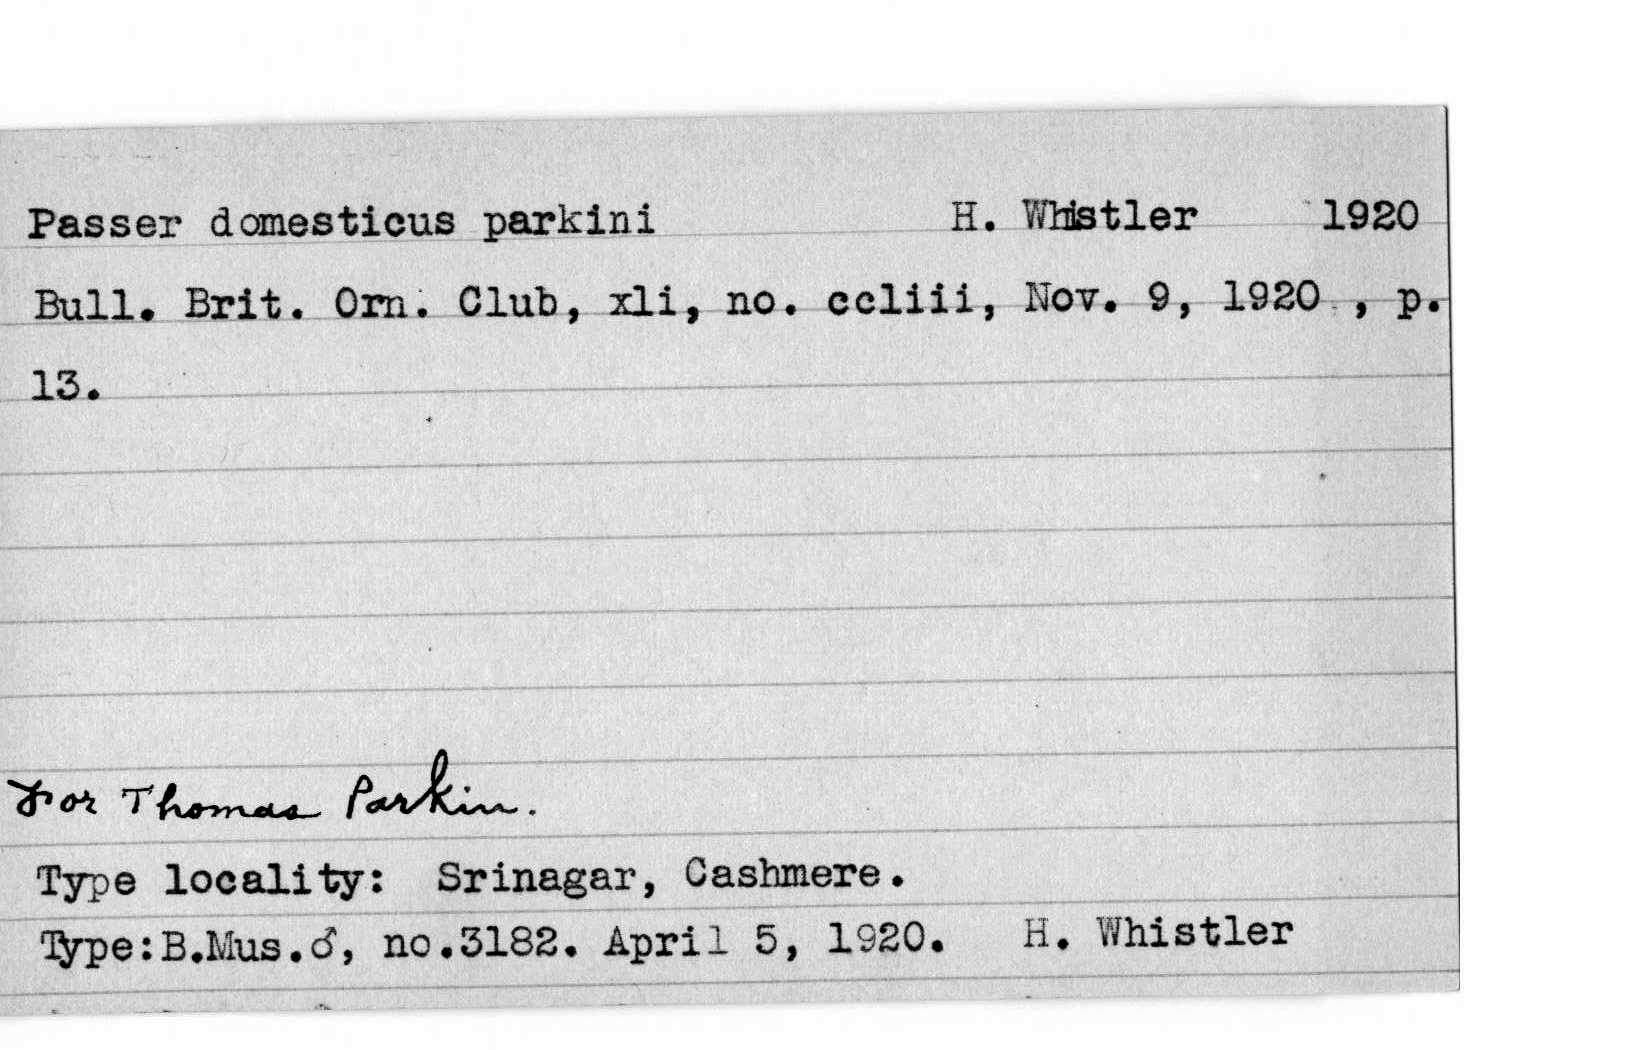 Passer domesticus parkini H. Whistler 1920
Bull. Brit. Orn. Club, xli, no. ccliii, Nov. 9, 1920 , p.
13.
For Thomas Parkin.
Type locality: Srinagar, Cashmere.
Type:B.Mus.♂, no.3182. April 5, 1920. H. Whistler